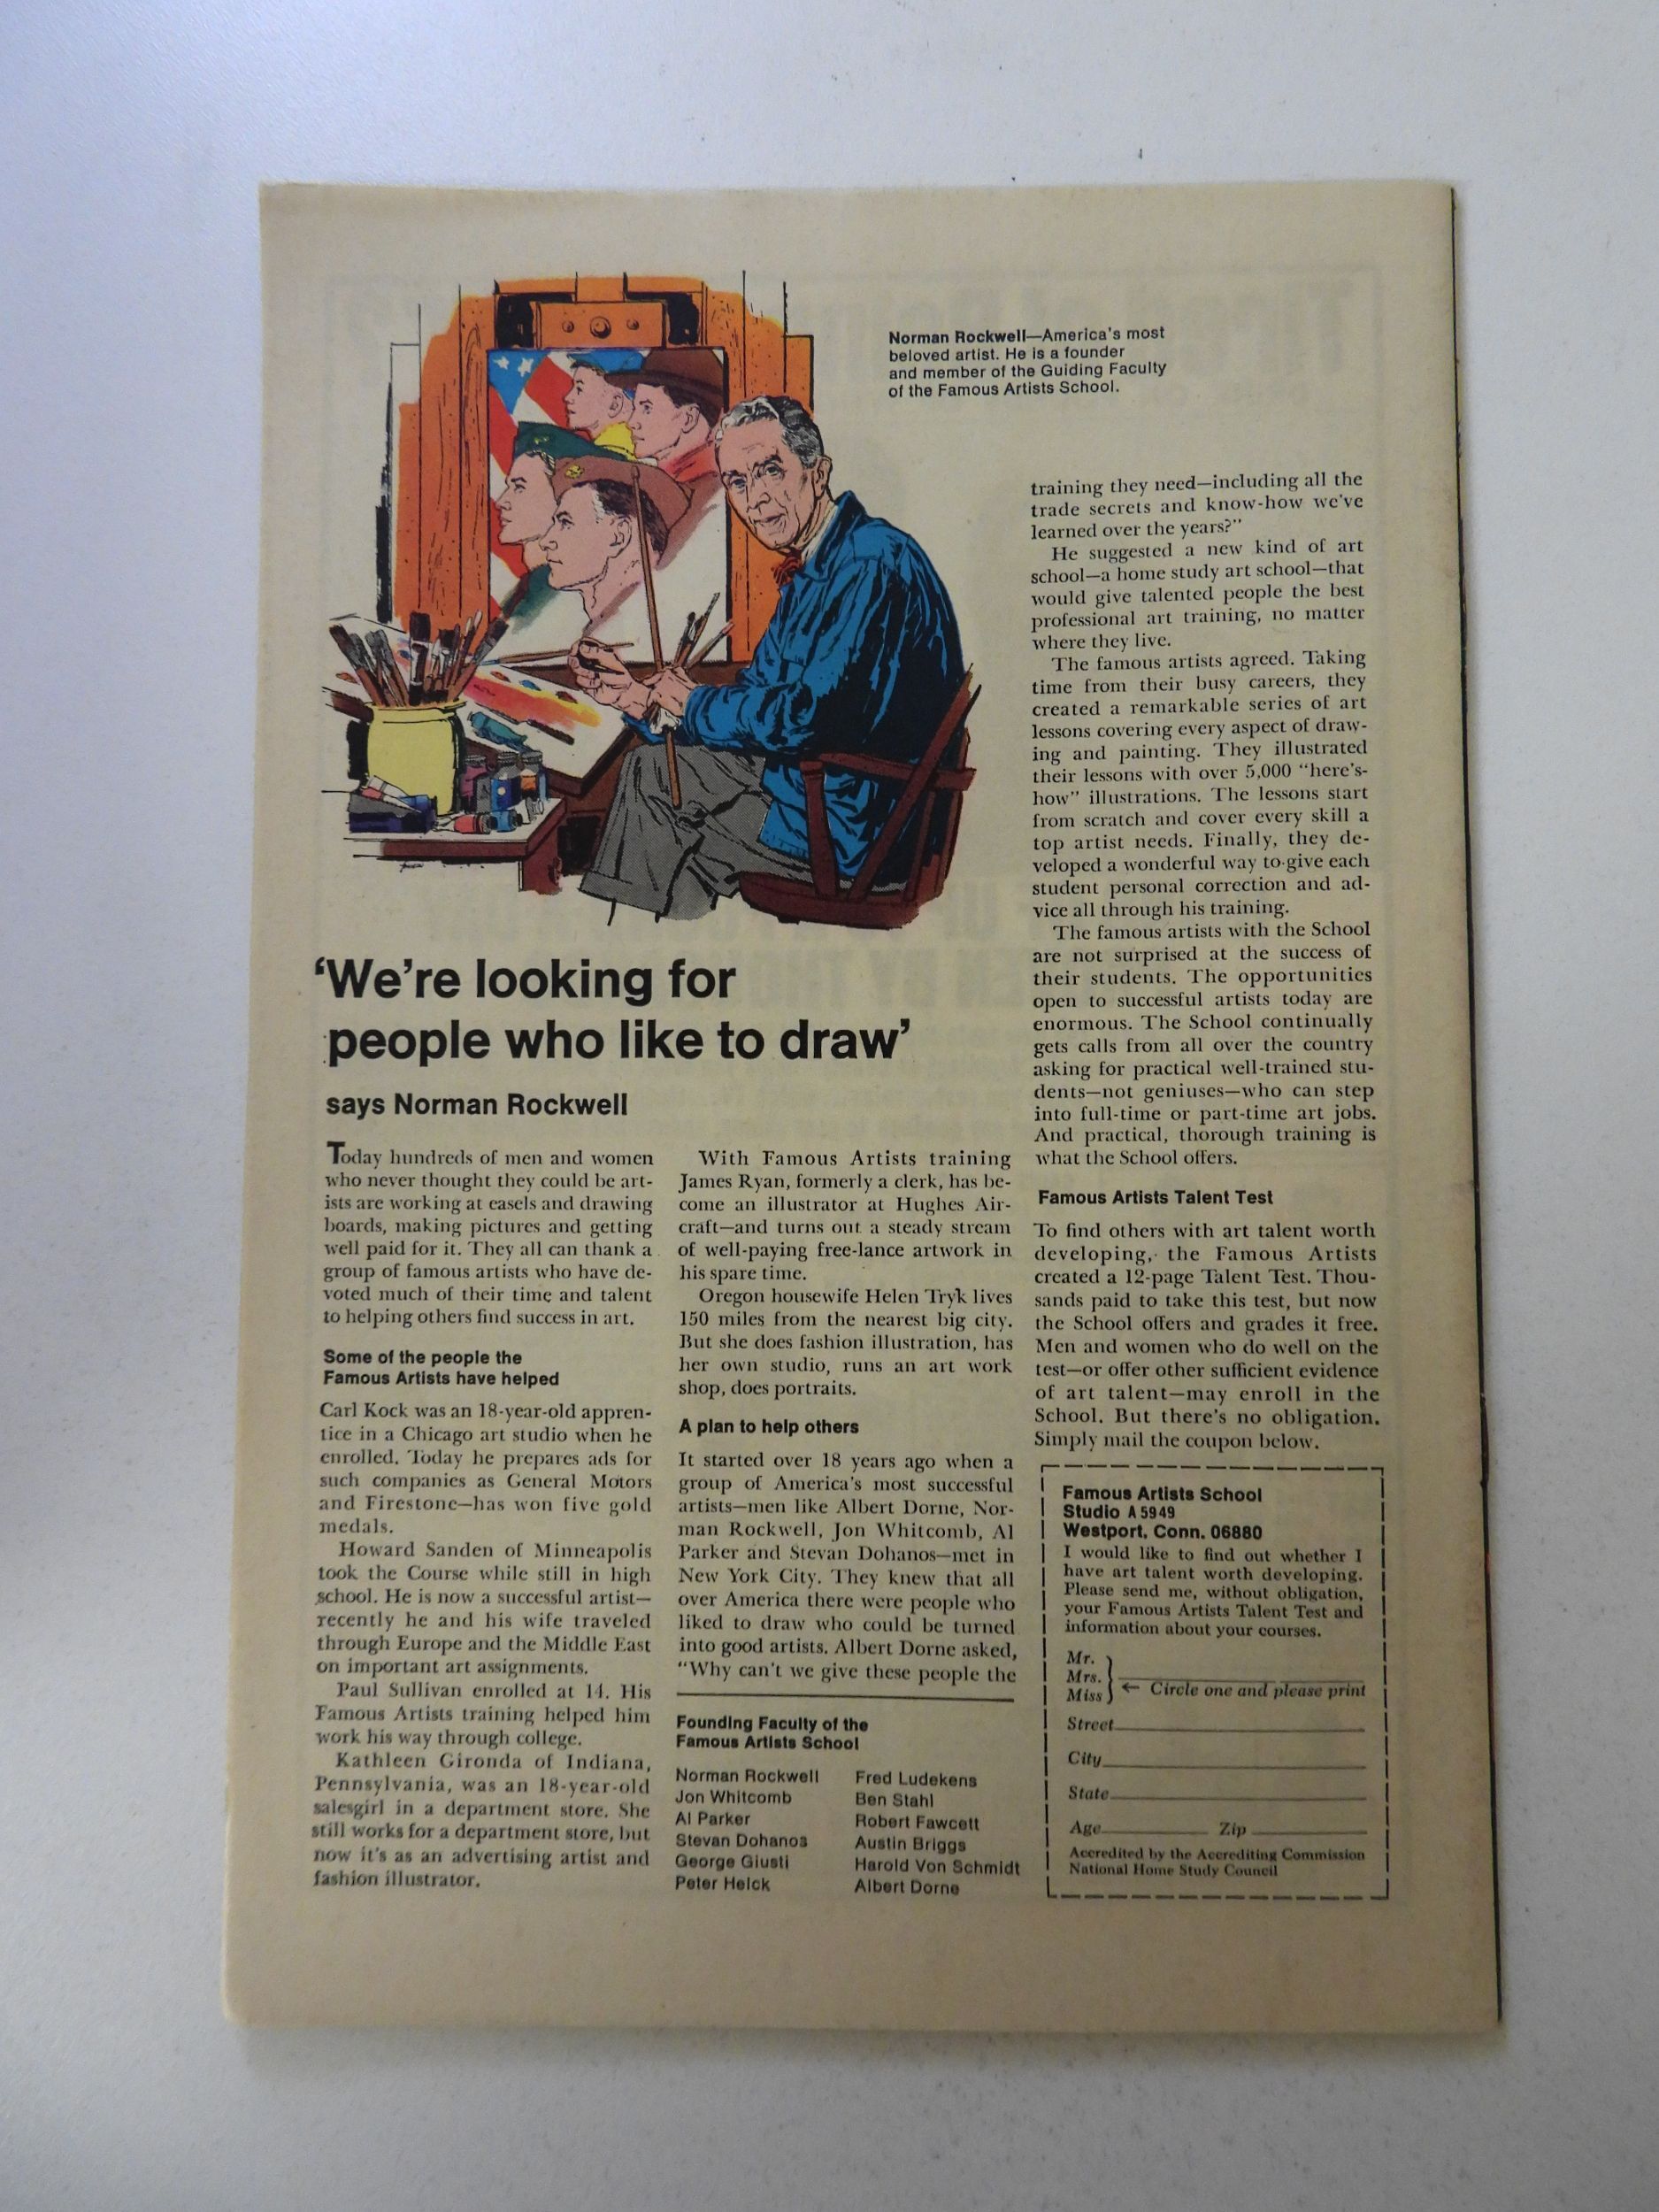 Norman Rockwell—America's most
beloved artist. He is a founder
and member of the Guiding Faculty
of the Famous Artists School.
'We're looking for
people who like to draw'
says Norman Rockwell
Today hundreds of men and women
who never thought they could be art-
ists are working at easels and drawing
boards, making pictures and getting
well paid for it. They all can thank a
group of famous artists who have de-
voted much of their time and talent
to helping others find success in art.
Some of the people the
Famous Artists have helped
Carl Kock was an 18-year-old appren-
tice in a Chicago art studio when he
enrolled. Today he prepares ads for
such companies as General Motors
and Firestone—has won five gold
medals.
Howard Sanden of Minneapolis
took the Course while still in high
school. He is now a successful artist—
recently he and his wife traveled
through Europe and the Middle East
on important art assignments.
Paul Sullivan enrolled at 14. His
Famous Artists training helped him
work his way through college.
Kathleen Gironda of Indiana,
Pennsylvania, was an 18-year-old
salesgirl in a department store. She
still works for a department store, but
now it's as an advertising artist and
fashion illustrator.
With Famous Artists training
James Ryan, formerly a clerk, has be-
come an illustrator at Hughes Air-
craft—and turns out a steady stream
of well-paying free-lance artwork in
his spare time.
Oregon housewife Helen Tryk lives
150 miles from the nearest big city.
But she does fashion illustration, has
her own studio, runs an art work
shop, does portraits.
A plan to help others
It started over 18 years ago when a
group of America's most successful
artists—men like Albert Dorne, Nor-
man Rockwell, Jon Whitcomb, Al
Parker and Stevan Dohanos—met in
New York City. They knew that all
over America there were people who
liked to draw who could be turned
into good artists. Albert Dorne asked,
"Why can't we give these people the
Founding Faculty of the
Famous Artists School
Norman Rockwell
Jon Whitcomb
Al Parker
Stevan Dohanos
George Giusti
Peter Helck
Fred Ludekens
Ben Stahl
Robert Fawcett
Austin Briggs
Harold Von Schmidt
Albert Dorne
training they need—including all the
trade secrets and know-how we've
learned over the years?"
He suggested a new kind of art
school—a home study art school—that
would give talented people the best
professional art training, no matter
where they live.
The famous artists agreed. Taking
time from their busy careers, they
created a remarkable series of art
lessons covering every aspect of draw-
ing and painting. They illustrated
their lessons with over 5,000 "here's-
how" illustrations. The lessons start
from scratch and cover every skill a
top artist needs. Finally, they de-
veloped a wonderful way to give each
student personal correction and ad-
vice all through his training.
The famous artists with the School
are not surprised at the success of
their students. The opportunities
open to successful artists today are
enormous. The School continually
gets calls from all over the country
asking for practical well-trained stu-
dents—not geniuses—who can step
into full-time or part-time art jobs.
And practical, thorough training is
what the School offers.
Famous Artists Talent Test
To find others with art talent worth
developing, the Famous Artists
created a 12-page Talent Test. Thou-
sands paid to take this test, but now
the School offers and grades it free.
Men and women who do well on the
test—or offer other sufficient evidence
of art talent—may enroll in the
School. But there's no obligation.
Simply mail the coupon below.
Famous Artists School
Studio A 5949
Westport, Conn. 06880
I would like to find out whether I
have art talent worth developing.
Please send me, without obligation,
your Famous Artists Talent Test and
information about your courses.
Mr.
Mrs.
Miss
← Circle one and please print
Street
City
State
Age Zip
Accredited by the Accrediting Commission
National Home Study Council